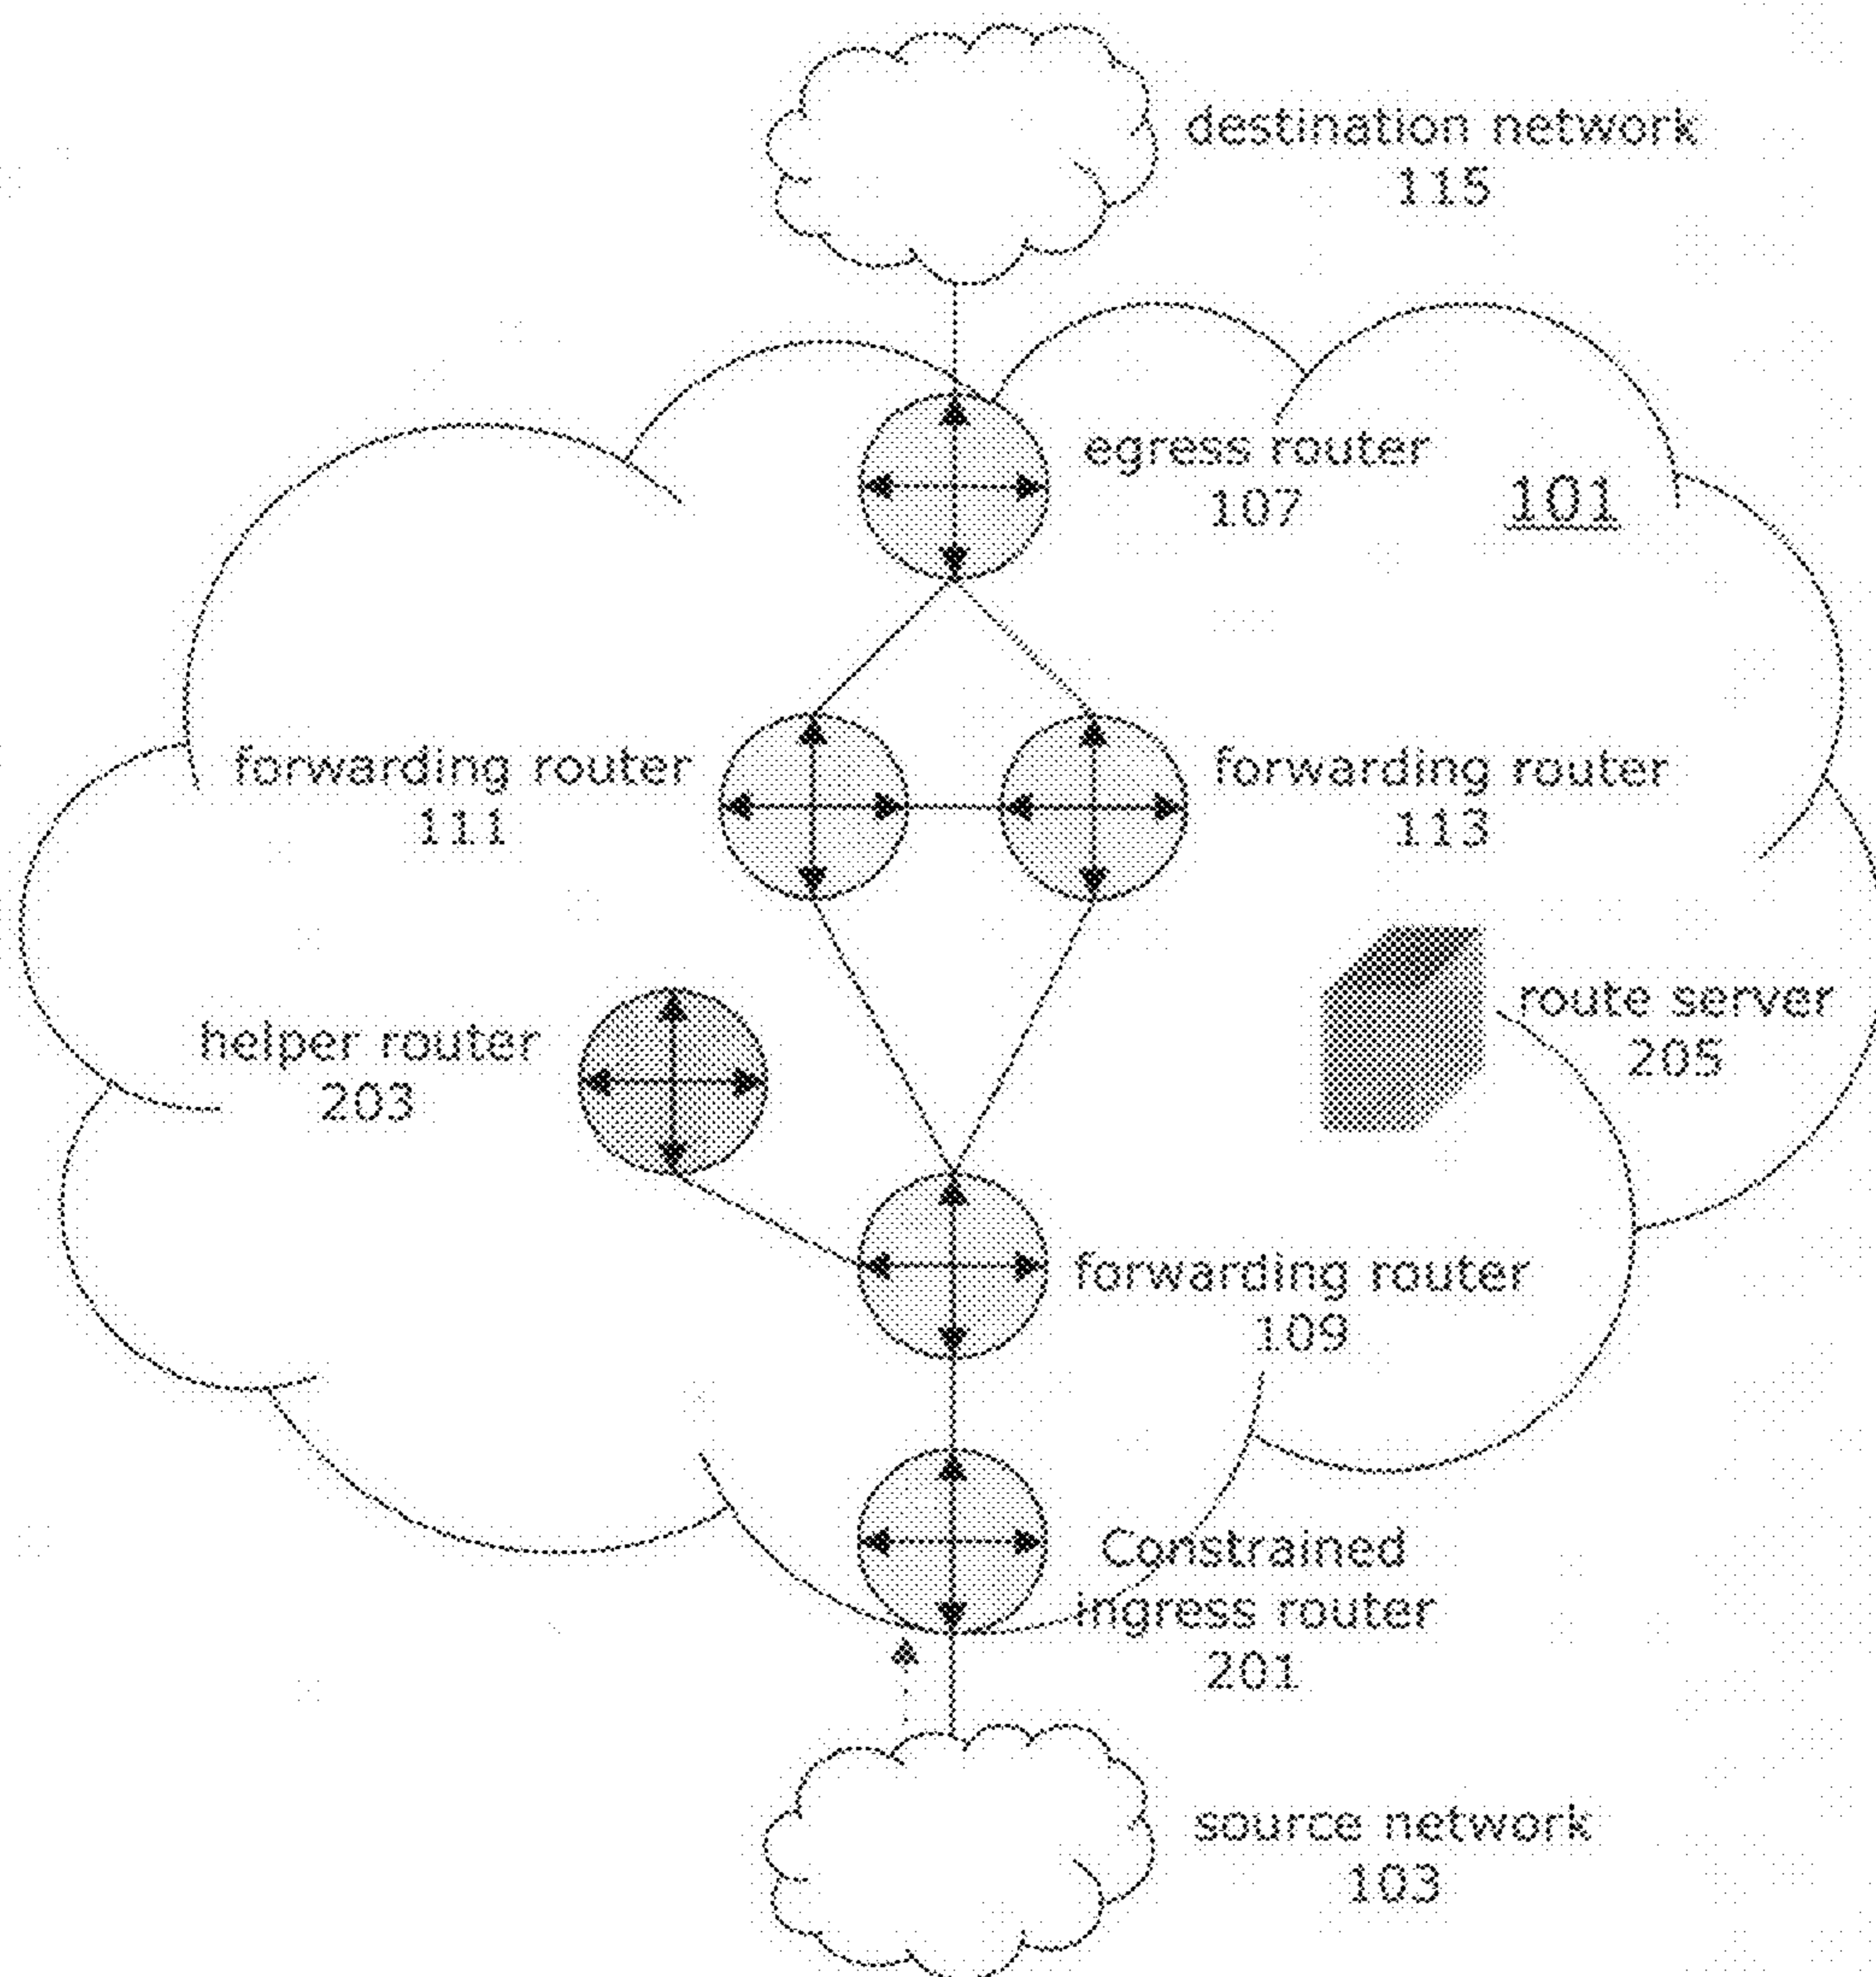 destination network
115
egress router
107
101
forwarding router
111
forwarding router
113
route server
205
helper router
203
forwarding router
109
Constrained
ingress router
201
source network
103